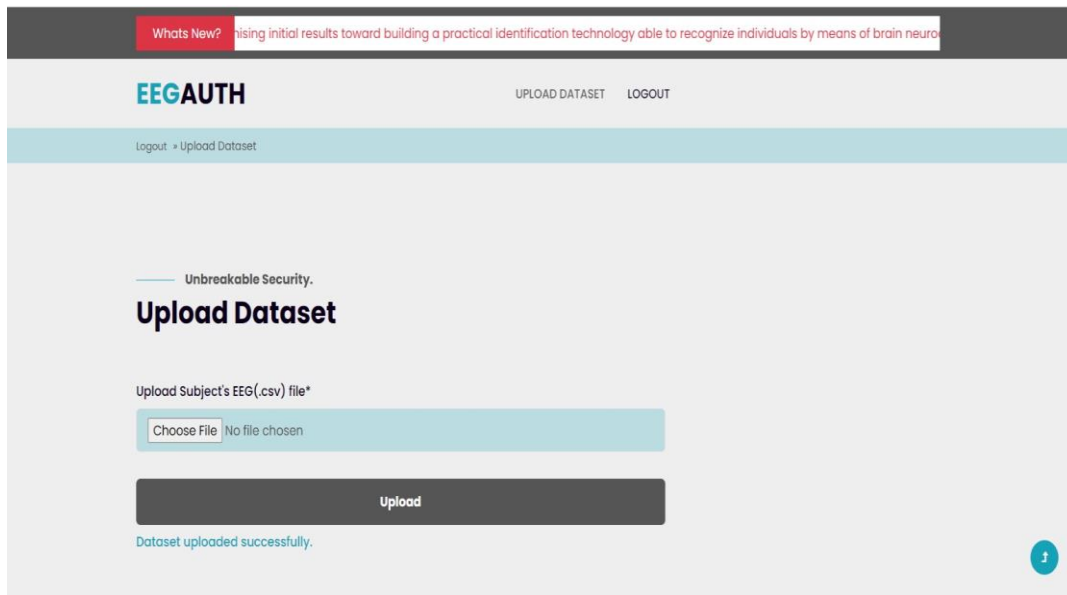 Whats New? nising initial results toward building a practical identification technology able to recognize individuals by means of brain neuro
EEGAUTH
UPLOAD DATASET LOGOUT
Logout » Upload Dataset
Unbreakable Security.
Upload Dataset
Upload Subject's EEG(.csv) file*
Choose File No file chosen
Upload
Dataset uploaded successfully.